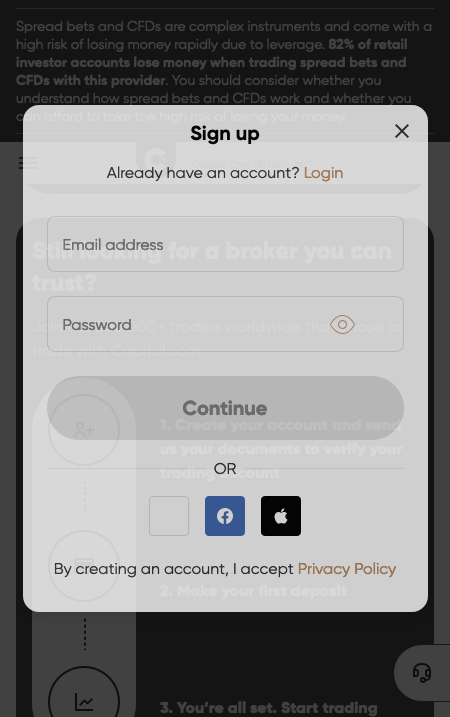 Spread bets and CFDs are complex instruments and come with a
high risk of losing money rapidly due to leverage. 82% of retail
investor accounts lose money when trading spread bets and
CFDs with this provider. You should consider whether you
understand how spread bets and CFDs work and whether you
can afford to take the high risk of losing your money.
Sign up
Already have an account? Login
Still looking for a broker you can
trust?
Email address
Password
trade with Capital.com
Continue
1. Create your account and send
us your documents to verify your
trading account
OR
By creating an account, I accept Privacy Policy
2. Make your first deposit
3. You're all set. Start trading